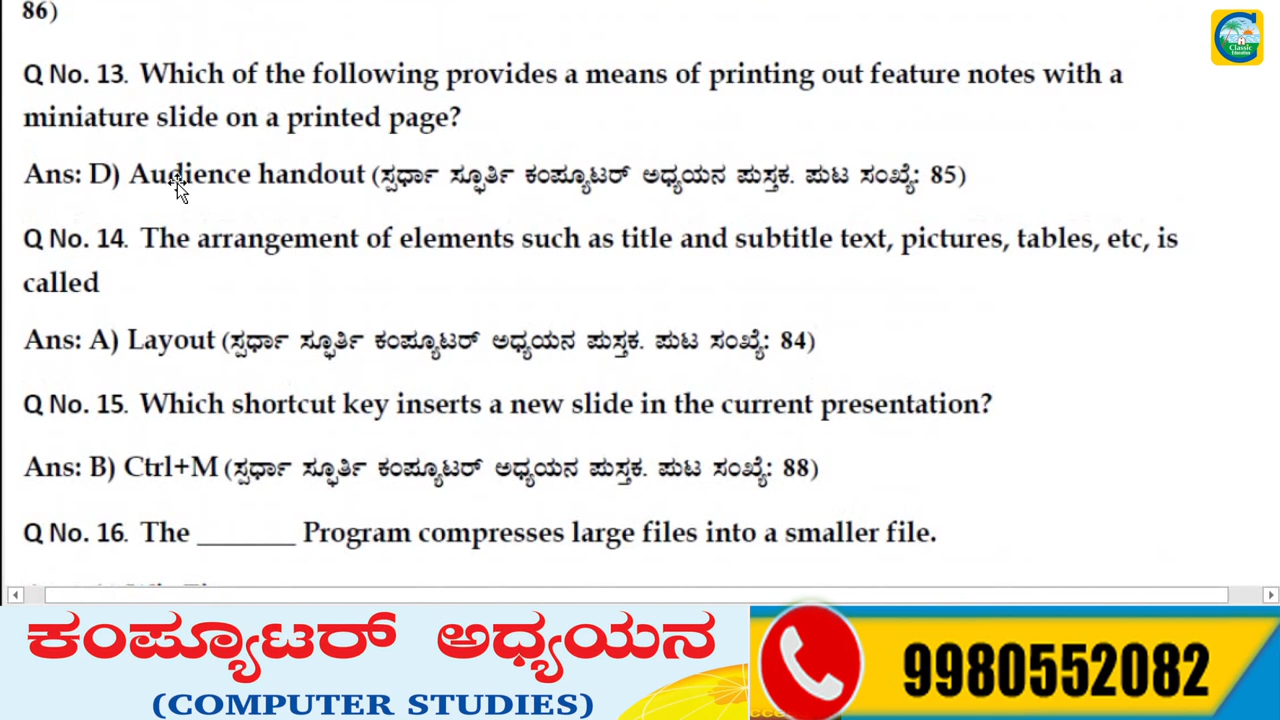 86)
Classic
Education
Q No. 13. Which of the following provides a means of printing out feature notes with a
miniature slide on a printed page?
Ans: D) Audience handout (ಸ್ಪರ್ಧಾ ಸ್ಫೂರ್ತಿ ಕಂಪ್ಯೂಟರ್ ಅಧ್ಯಯನ ಪುಸ್ತಕ. ಪುಟ ಸಂಖ್ಯೆ: 85)
Q No. 14. The arrangement of elements such as title and subtitle text, pictures, tables, etc, is
called
Ans: A) Layout (ಸ್ಪರ್ಧಾ ಸ್ಫೂರ್ತಿ ಕಂಪ್ಯೂಟರ್ ಅಧ್ಯಯನ ಪುಸ್ತಕ. ಪುಟ ಸಂಖ್ಯೆ: 84)
Q No. 15. Which shortcut key inserts a new slide in the current presentation?
Ans: B) Ctrl+M (ಸ್ಪರ್ಧಾ ಸ್ಫೂರ್ತಿ ಕಂಪ್ಯೂಟರ್ ಅಧ್ಯಯನ ಪುಸ್ತಕ. ಪುಟ ಸಂಖ್ಯೆ: 88)
Q No. 16. The _______ Program compresses large files into a smaller file.
ಕಂಪ್ಯೂಟರ್ ಅಧ್ಯಯನ
(COMPUTER STUDIES)
9980552082